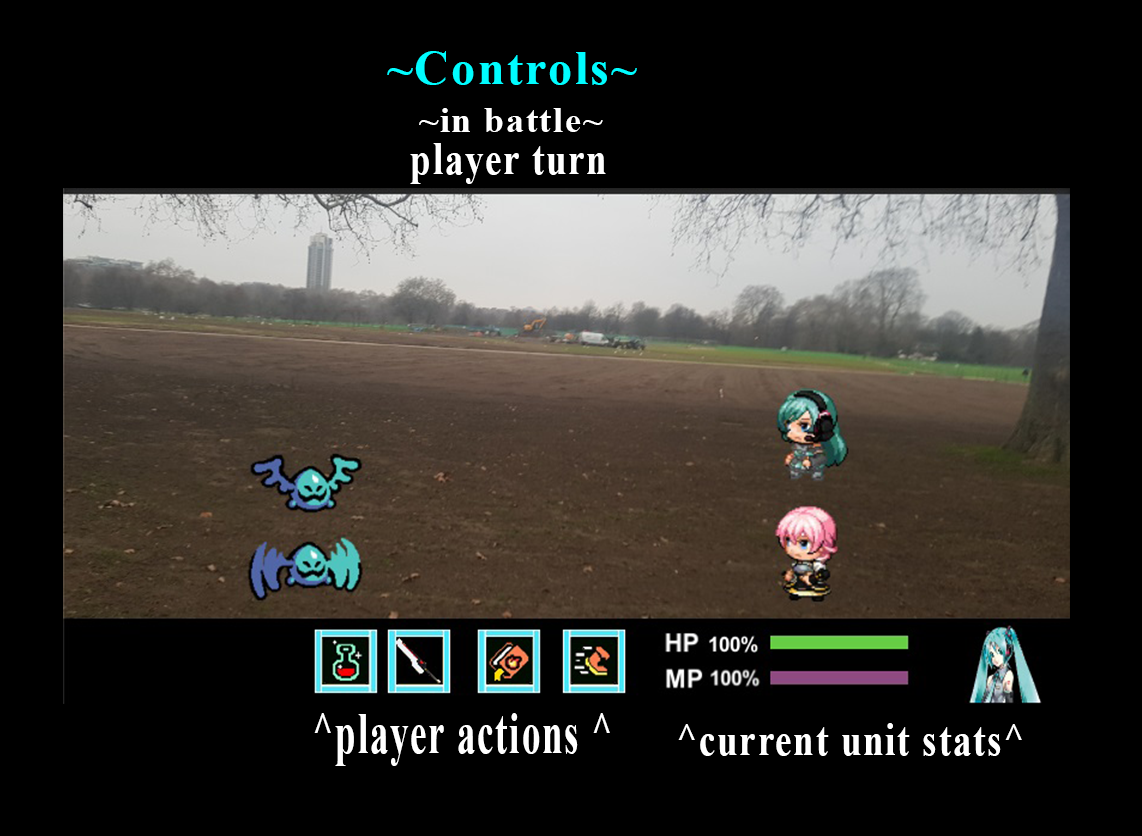 ~Controls~
~in battle~
player turn
HP 100%
MP 100%
^player actions ^
^current unit stats^